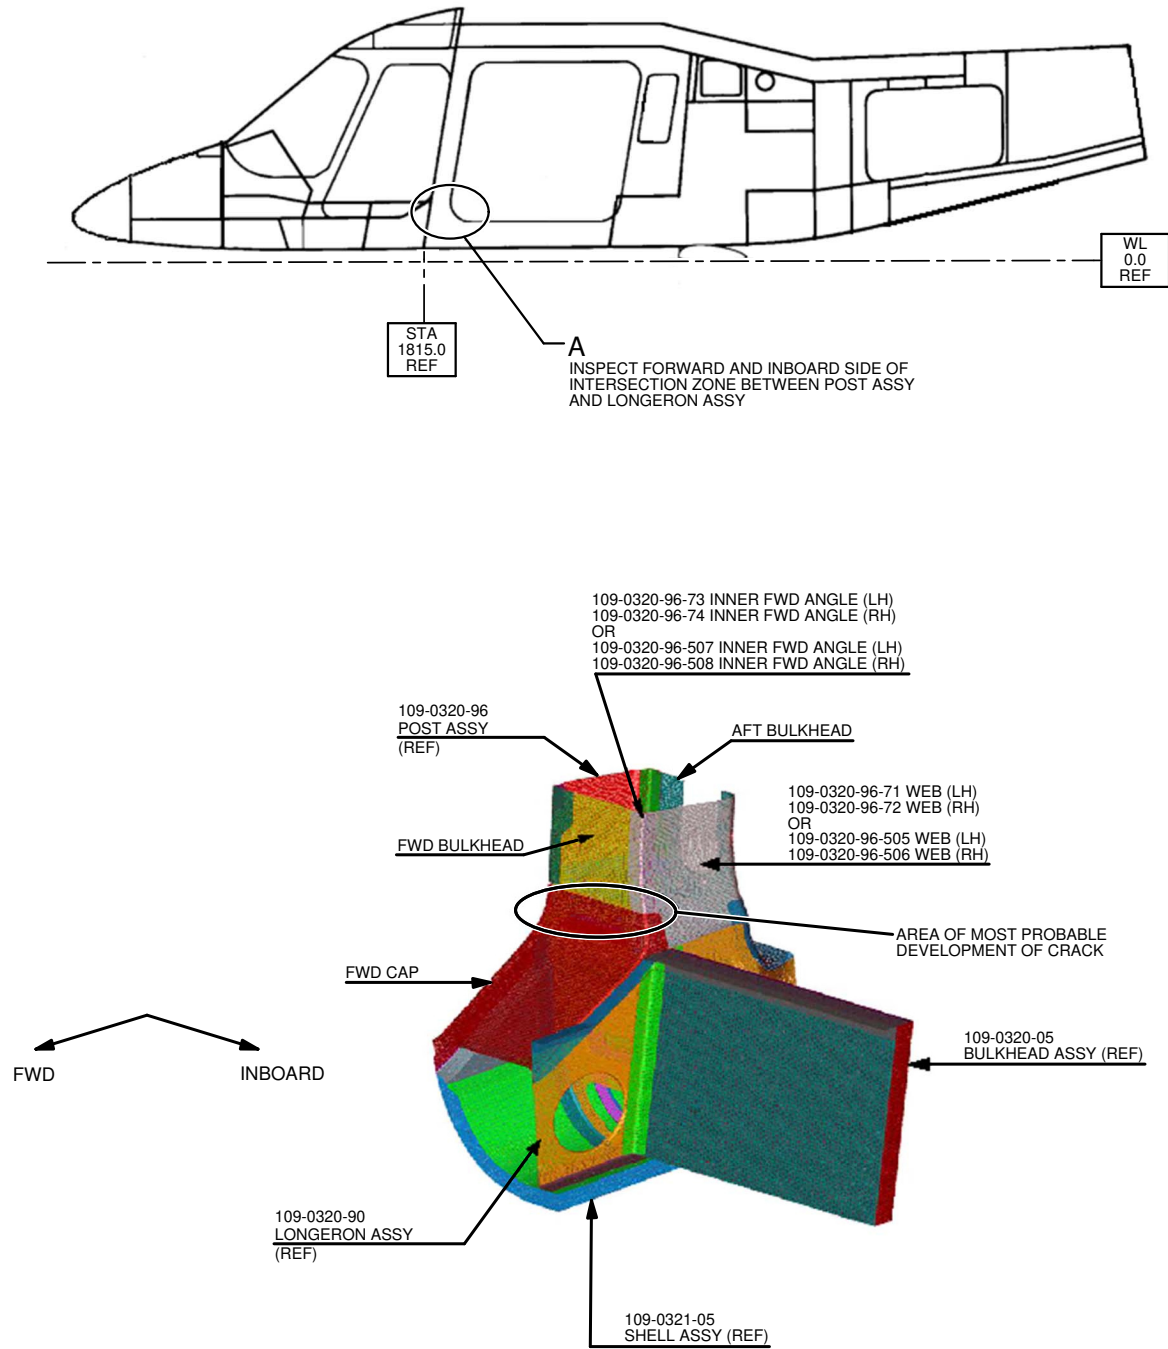 WL
0.0
REF
STA
1815.0
REF
A
INSPECT FORWARD AND INBOARD SIDE OF
INTERSECTION ZONE BETWEEN POST ASSY
AND LONGERON ASSY
109-0320-96-73 INNER FWD ANGLE (LH)
109-0320-96-74 INNER FWD ANGLE (RH)
OR
109-0320-96-507 INNER FWD ANGLE (LH)
109-0320-96-508 INNER FWD ANGLE (RH)
109-0320-96
POST ASSY
(REF)
AFT BULKHEAD
109-0320-96-71 WEB (LH)
109-0320-96-72 WEB (RH)
OR
109-0320-96-505 WEB (LH)
109-0320-96-506 WEB (RH)
FWD BULKHEAD
AREA OF MOST PROBABLE
DEVELOPMENT OF CRACK
FWD CAP
109-0320-05
BULKHEAD ASSY (REF)
FWD
INBOARD
109-0320-90
LONGERON ASSY
(REF)
109-0321-05
SHELL ASSY (REF)